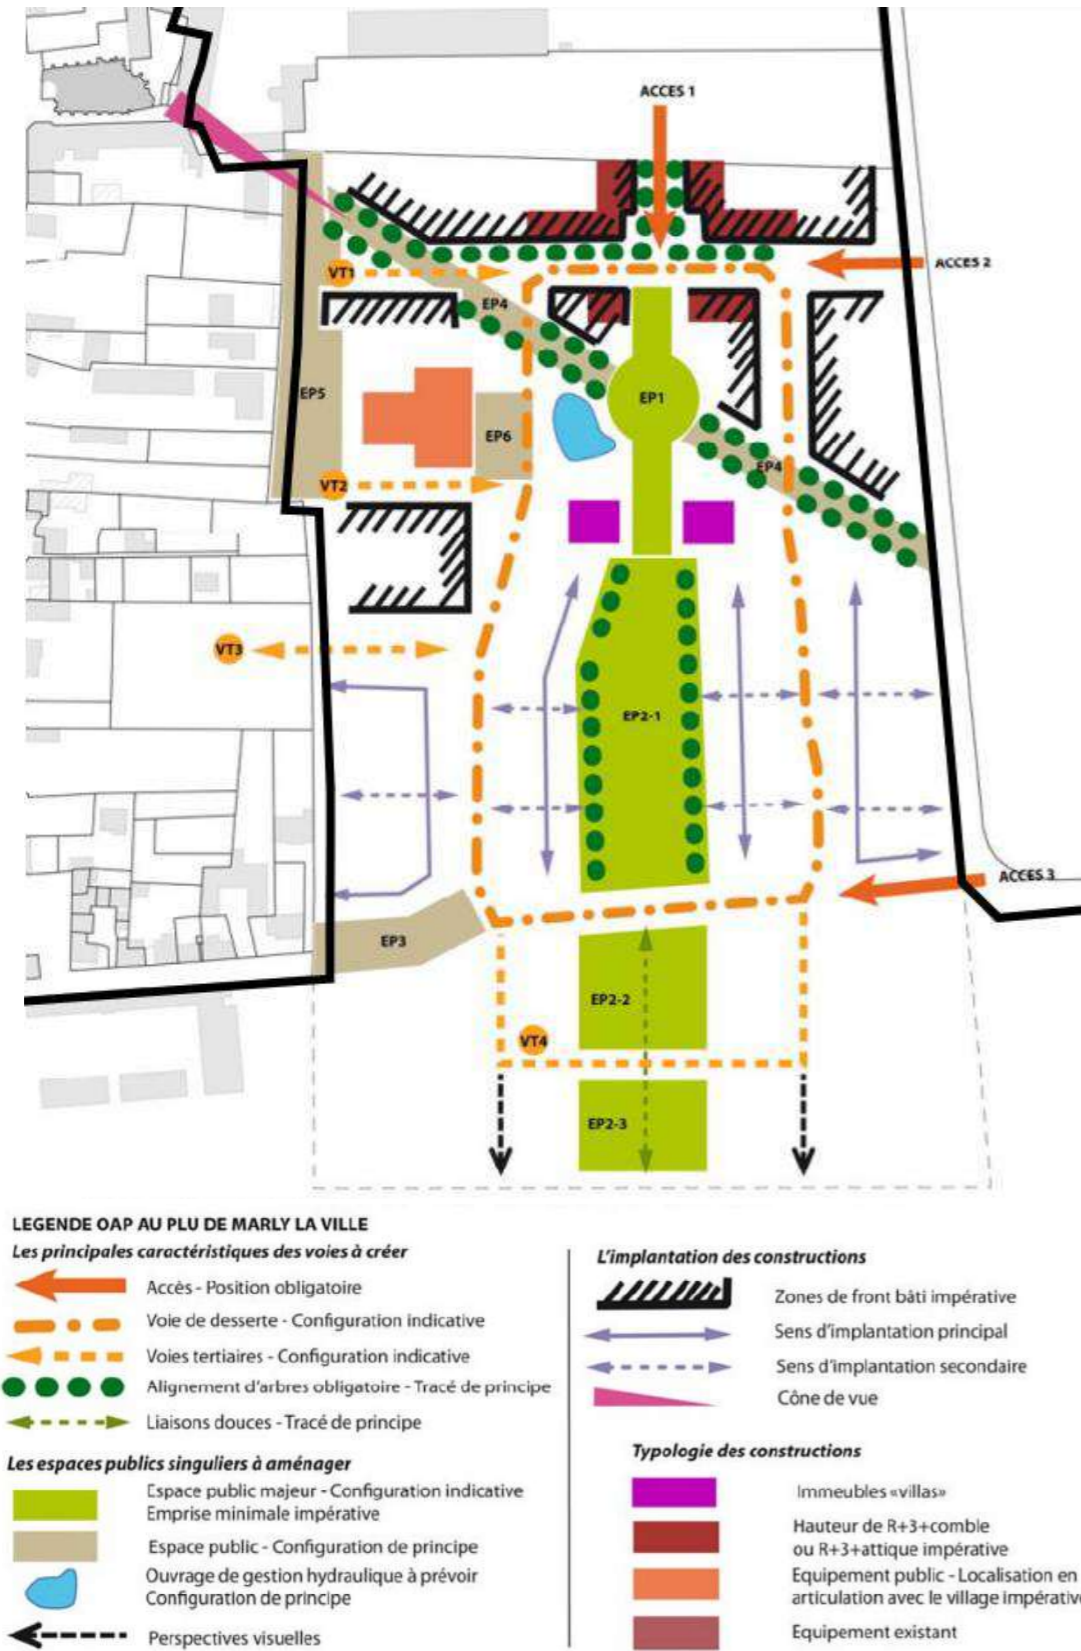 ACCES 1
ACCES 2
VT1
EP4
EP5
EP1
EP6
EP4
VT2
VT3
EP2-1
ACCES 3
EP3
EP2-2
VT4
EP2-3
LEGENDE OAP AU PLU DE MARLY LA VILLE
Les principales caractéristiques des voies à créer
Accès - Position obligatoire
Voie de desserte - Configuration indicative
Voies tertiaires - Configuration indicative
Alignement d'arbres obligatoire - Tracé de principe
Liaisons douces - Tracé de principe
Les espaces publics singuliers à aménager
Espace public majeur - Configuration indicative
Emprise minimale impérative
Espace public - Configuration de principe
Ouvrage de gestion hydraulique à prévoir
Configuration de principe
Perspectives visuelles
L'implantation des constructions
Zones de front bâti impérative
Sens d'implantation principal
Sens d'implantation secondaire
Cône de vue
Typologie des constructions
Immeubles «villas»
Hauteur de R+3+comble
ou R+3+attique impérative
Equipement public - Localisation en
articulation avec le village impérative
Equipement existant